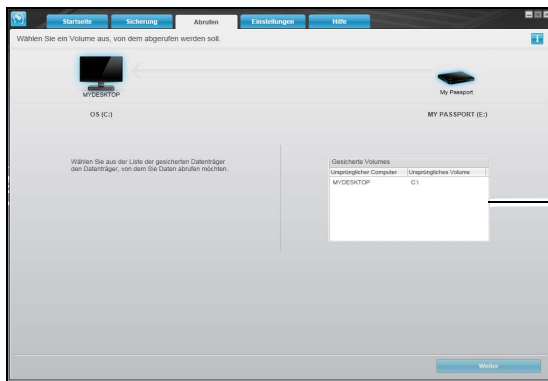 Startseite Sicherung Abrufen Einstellungen Hilfe
Wählen Sie ein Volume aus, von dem abgerufen werden soll.
MYDESKTOP
My Passport
OS (C:)
MY PASSPORT (E:)
Wählen Sie aus der Liste der gesicherten Datenträger
den Datenträger, von dem Sie Daten abrufen möchten.
Gesicherte Volumes
Ursprünglicher Computer Ursprüngliches Volume
MYDESKTOP C:\
Weiter